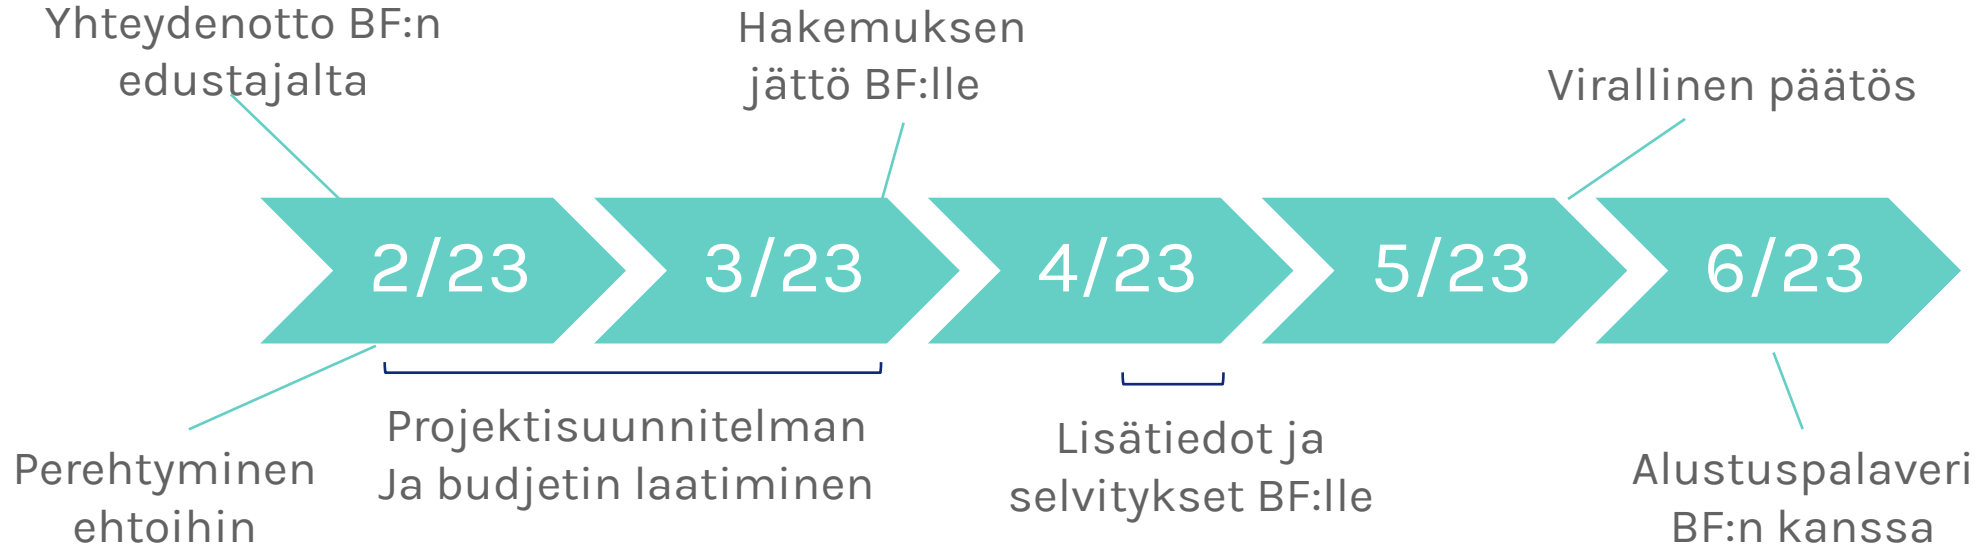 Yhteydenotto BF:n
edustajalta
Hakemuksen
jättö BF:lle
Virallinen päätös
2/23
3/23
4/23
5/23
6/23
Perehtyminen
ehtoihin
Projektisuunnitelman
Ja budjetin laatiminen
Lisätiedot ja
selvitykset BF:lle
Alustuspalaveri
BF:n kanssa